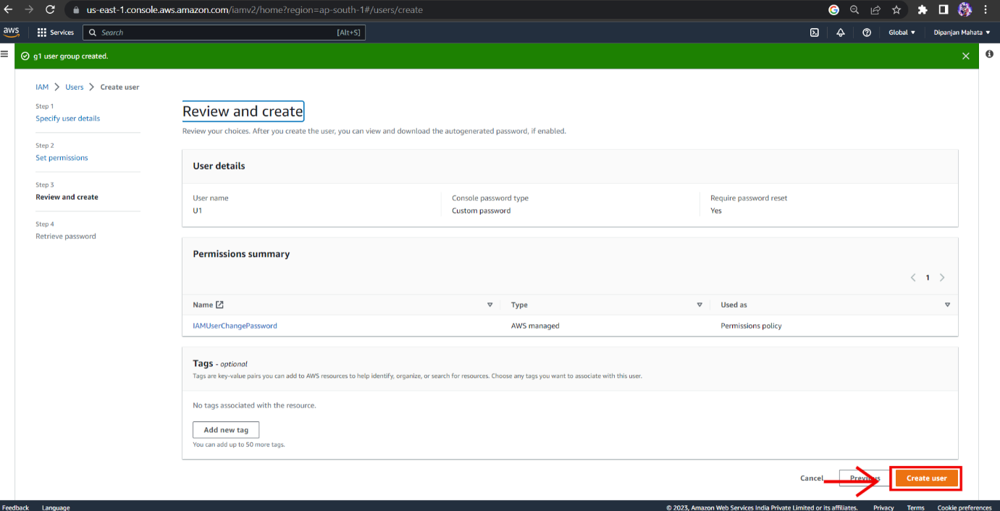 us-east-1.console.aws.amazon.com/iamv2/home?region=ap-south-1#/users/create
aws Services Search [Alt+S] Global Dipanjan Mahata
g1 user group created.
IAM Users Create user
Step 1
Specify user details
Step 2
Set permissions
Step 3
Review and create
Step 4
Retrieve password
Review and create
Review your choices. After you create the user, you can view and download the autogenerated password, if enabled.
User details
User name
U1
Console password type
Custom password
Require password reset
Yes
Permissions summary
1
Name Type Used as
IAMUserChangePassword AWS managed Permissions policy
Tags - optional
Tags are key-value pairs you can add to AWS resources to help identify, organize, or search for resources. Choose any tags you want to associate with this user.
No tags associated with the resource.
Add new tag
You can add up to 50 more tags.
Cancel Previous Create user
Feedback Language © 2023, Amazon Web Services India Private Limited or its affiliates. Privacy Terms Cookie preferences